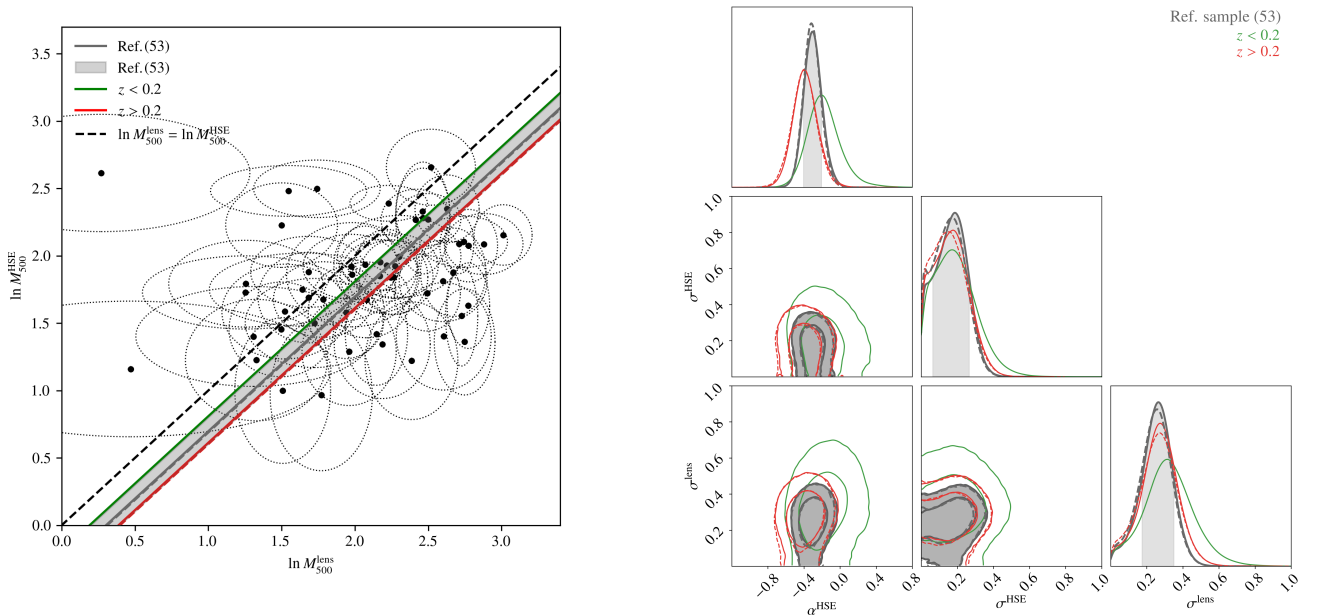 Ref. (53)
Ref. (53)
z < 0.2
z > 0.2
ln M_500^lens = ln M_500^HSE
3.5
3.0
2.5
2.0
1.5
1.0
0.5
0.0
ln M_500^HSE
0.0 0.5 1.0 1.5 2.0 2.5 3.0
ln M_500^lens
Ref. sample (53)
z < 0.2
z > 0.2
1.0
0.8
0.6
0.4
0.2
σ^HSE
1.0
0.8
0.6
0.4
0.2
σ^lens
−0.8 −0.4 0.0 0.4 0.8
α^HSE
0.2 0.4 0.6 0.8 1.0
σ^HSE
0.2 0.4 0.6 0.8 1.0
σ^lens